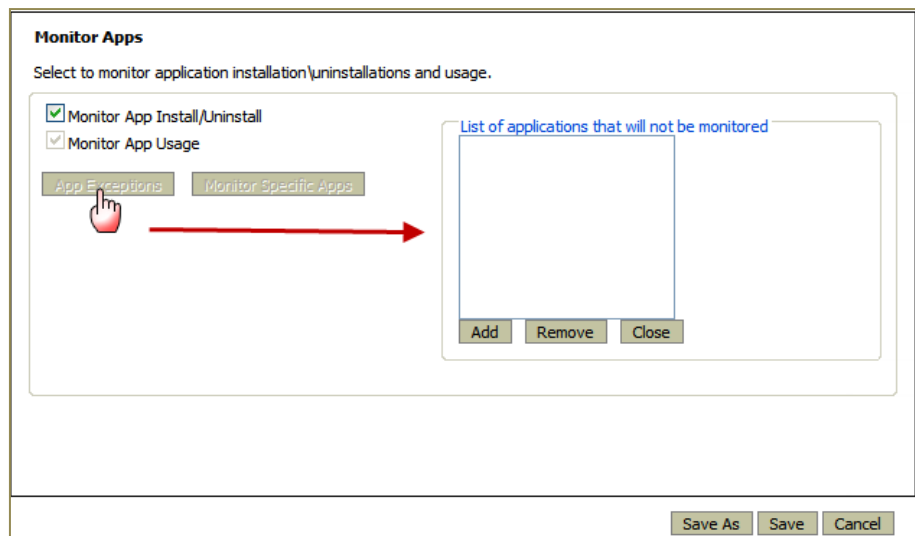 Monitor Apps
Select to monitor application installation\uninstallations and usage.
Monitor App Install/Uninstall
Monitor App Usage
App Exceptions
Monitor Specific Apps
List of applications that will not be monitored
Add
Remove
Close
Save As
Save
Cancel